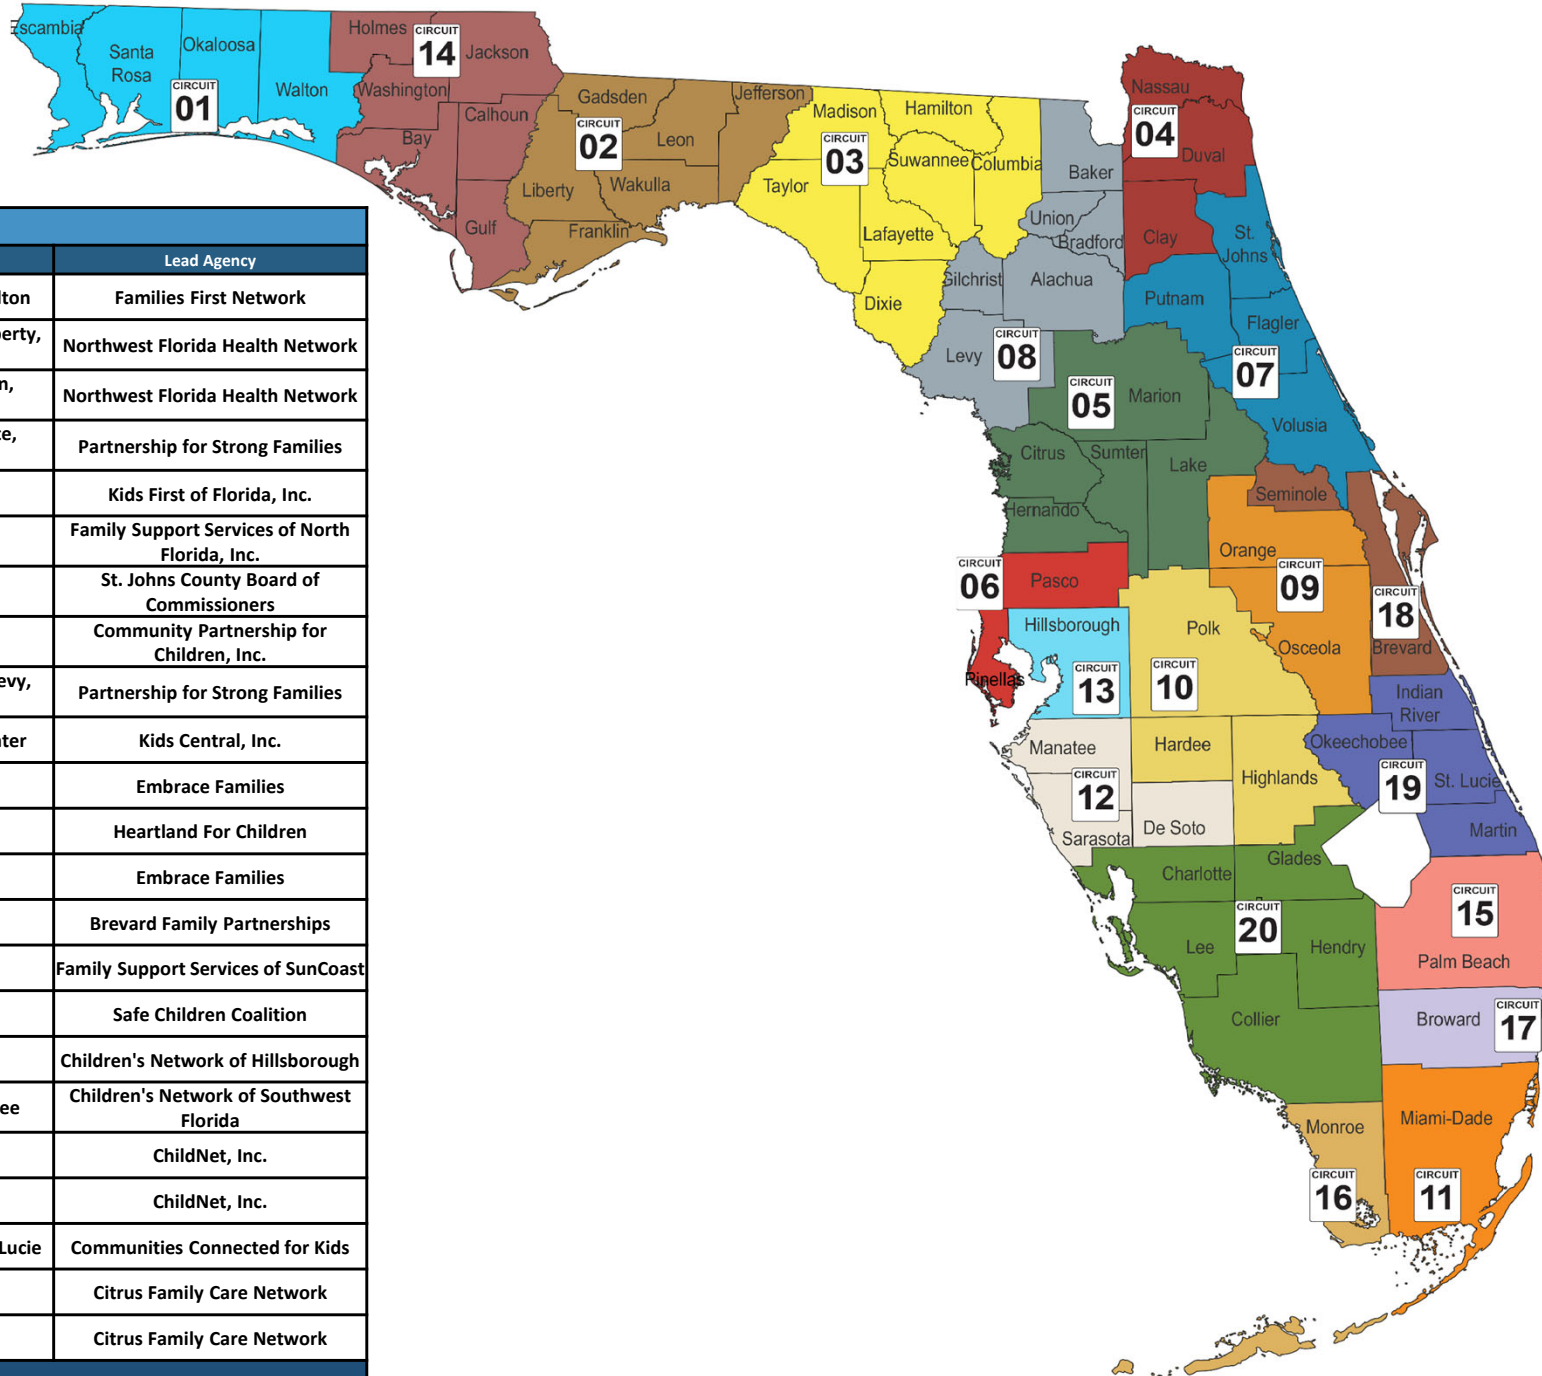 Lead Agency
lton
Families First Network
erty,
Northwest Florida Health Network
n,
Northwest Florida Health Network
te,
Partnership for Strong Families
Kids First of Florida, Inc.
Family Support Services of North
Florida, Inc.
St. Johns County Board of
Commissioners
Community Partnership for
Children, Inc.
evy,
Partnership for Strong Families
nter
Kids Central, Inc.
Embrace Families
Heartland For Children
Embrace Families
Brevard Family Partnerships
Family Support Services of SunCoast
Safe Children Coalition
Children's Network of Hillsborough
ee
Children's Network of Southwest
Florida
ChildNet, Inc.
ChildNet, Inc.
Lucie
Communities Connected for Kids
Citrus Family Care Network
Citrus Family Care Network
Escambia
Santa
Rosa
Okaloosa
Walton
CIRCUIT
01
Holmes
CIRCUIT
14
Jackson
Washington
Calhoun
Bay
Gulf
Gadsden
CIRCUIT
02
Leon
Jefferson
Liberty
Wakulla
Franklin
Madison
Hamilton
CIRCUIT
03
Suwannee
Columbia
Taylor
Lafayette
Dixie
Baker
Union
Bradford
Gilchrist
Alachua
Levy
CIRCUIT
08
Nassau
CIRCUIT
04
Duval
Clay
St.
Johns
Putnam
Flagler
CIRCUIT
07
Volusia
CIRCUIT
05
Marion
Citrus
Sumter
Lake
Hernando
Seminole
Orange
CIRCUIT
09
Osceola
CIRCUIT
18
Brevard
CIRCUIT
06
Pasco
Pinellas
Hillsborough
CIRCUIT
13
Polk
CIRCUIT
10
Hardee
Highlands
Manatee
CIRCUIT
12
Sarasota
De Soto
Indian
River
Okeechobee
CIRCUIT
19
St. Lucie
Martin
Charlotte
Glades
CIRCUIT
20
Lee
Hendry
Collier
CIRCUIT
15
Palm Beach
Broward
CIRCUIT
17
Monroe
CIRCUIT
16
Miami-Dade
CIRCUIT
11